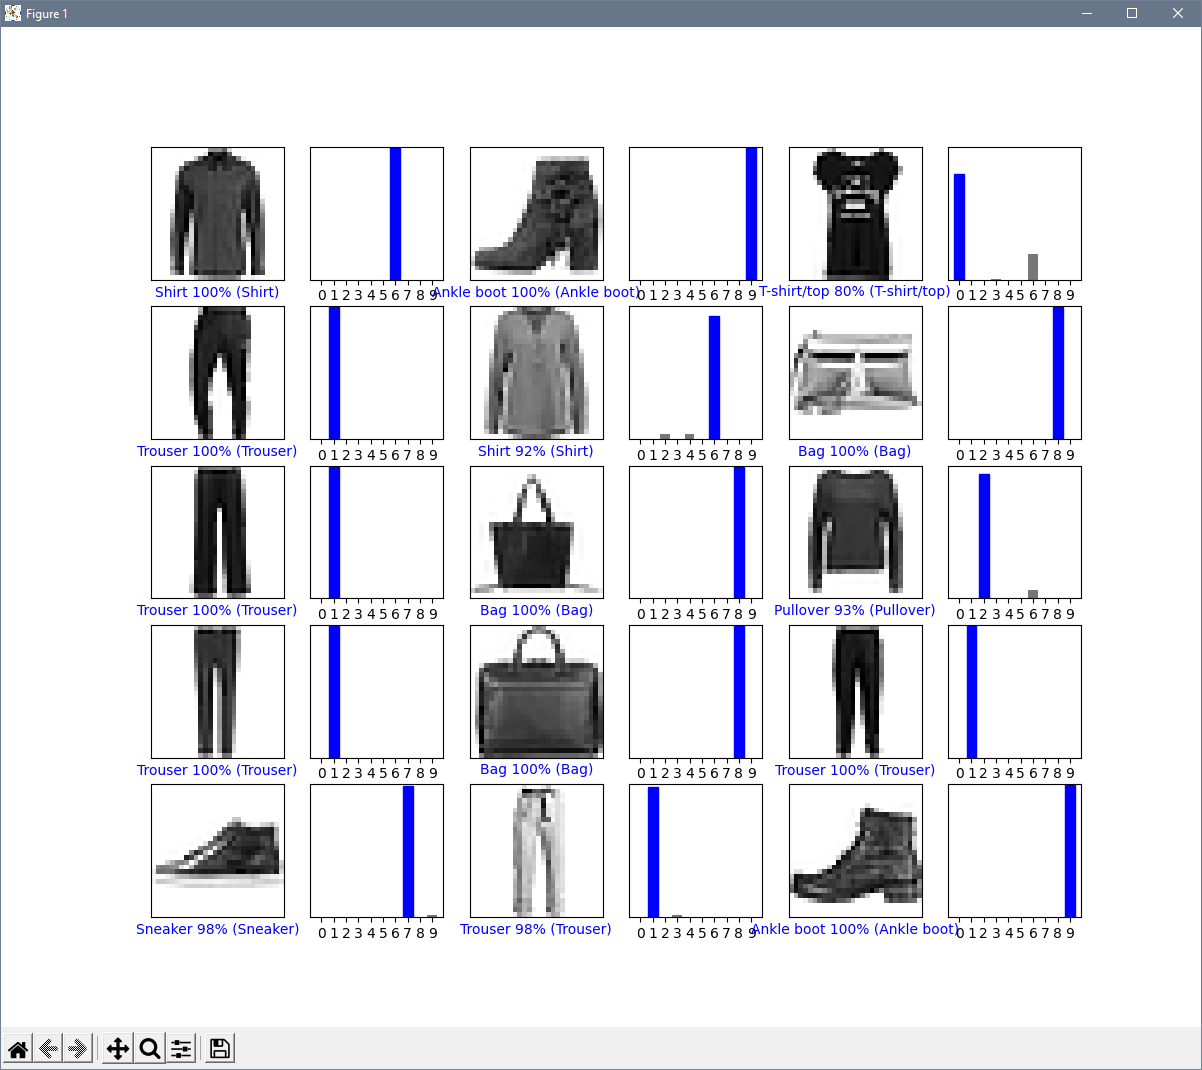 Figure 1
Shirt 100% (Shirt)
0 1 2 3 4 5 6 7 8 9
Ankle boot 100% (Ankle boot)
0 1 2 3 4 5 6 7 8 9
T-shirt/top 80% (T-shirt/top)
0 1 2 3 4 5 6 7 8 9
Trouser 100% (Trouser)
0 1 2 3 4 5 6 7 8 9
Shirt 92% (Shirt)
0 1 2 3 4 5 6 7 8 9
Bag 100% (Bag)
0 1 2 3 4 5 6 7 8 9
Trouser 100% (Trouser)
0 1 2 3 4 5 6 7 8 9
Bag 100% (Bag)
0 1 2 3 4 5 6 7 8 9
Pullover 93% (Pullover)
0 1 2 3 4 5 6 7 8 9
Trouser 100% (Trouser)
0 1 2 3 4 5 6 7 8 9
Bag 100% (Bag)
0 1 2 3 4 5 6 7 8 9
Trouser 100% (Trouser)
0 1 2 3 4 5 6 7 8 9
Sneaker 98% (Sneaker)
0 1 2 3 4 5 6 7 8 9
Trouser 98% (Trouser)
0 1 2 3 4 5 6 7 8 9
Ankle boot 100% (Ankle boot)
0 1 2 3 4 5 6 7 8 9